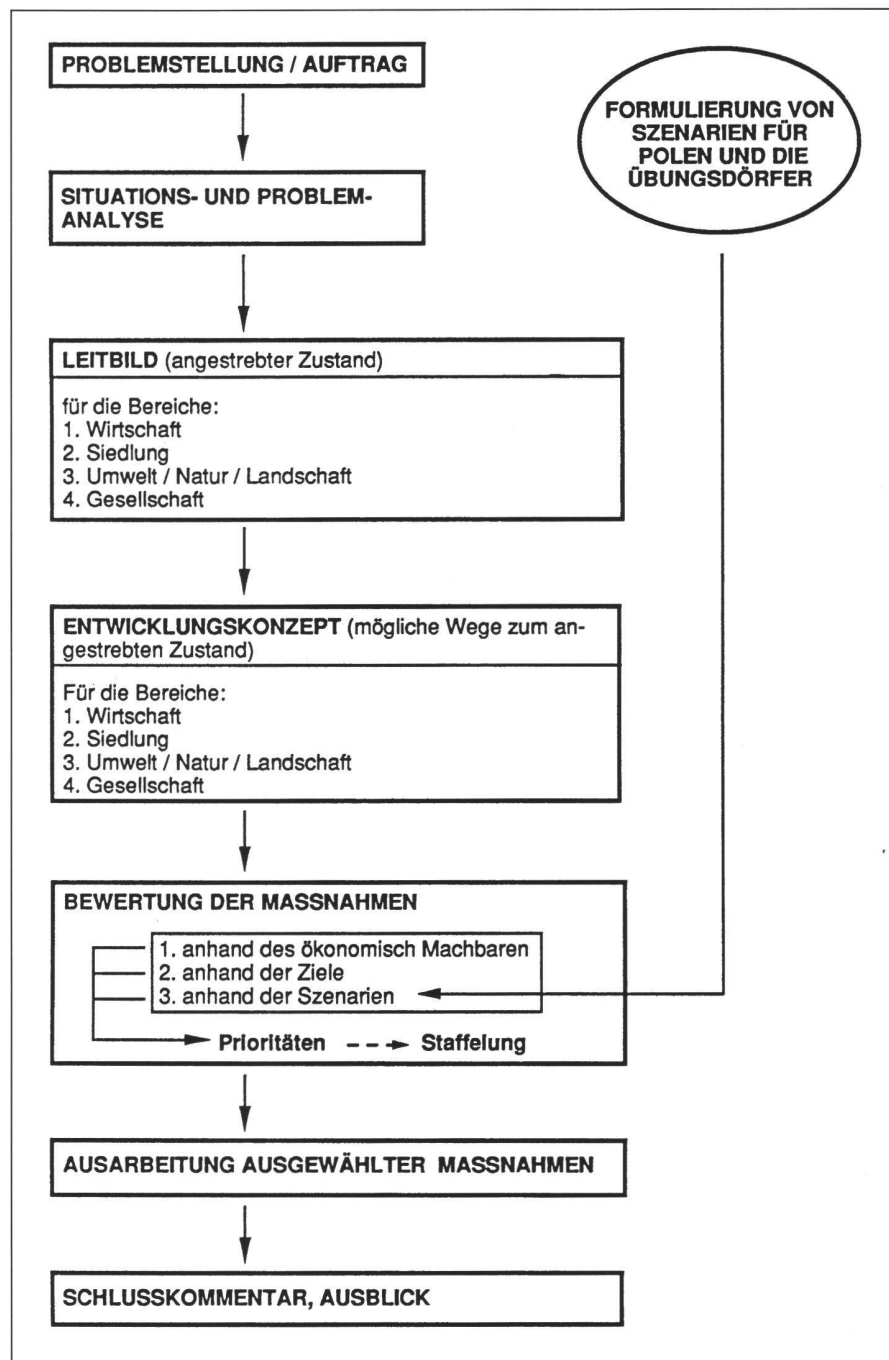 PROBLEMSTELLUNG / AUFTRAG
FORMULIERUNG VON
SZENARIEN FÜR
POLEN UND DIE
ÜBUNGSDÖRFER
SITUATIONS- UND PROBLEM-
ANALYSE
LEITBILD (angestrebter Zustand)
für die Bereiche:
1. Wirtschaft
2. Siedlung
3. Umwelt / Natur / Landschaft
4. Gesellschaft
ENTWICKLUNGSKONZEPT (mögliche Wege zum an-
gestrebten Zustand)
Für die Bereiche:
1. Wirtschaft
2. Siedlung
3. Umwelt / Natur / Landschaft
4. Gesellschaft
BEWERTUNG DER MASSNAHMEN
1. anhand des ökonomisch Machbaren
2. anhand der Ziele
3. anhand der Szenarien
Prioritäten Staffelung
AUSARBEITUNG AUSGEWÄHLTER MASSNAHMEN
SCHLUSSKOMMENTAR, AUSBLICK